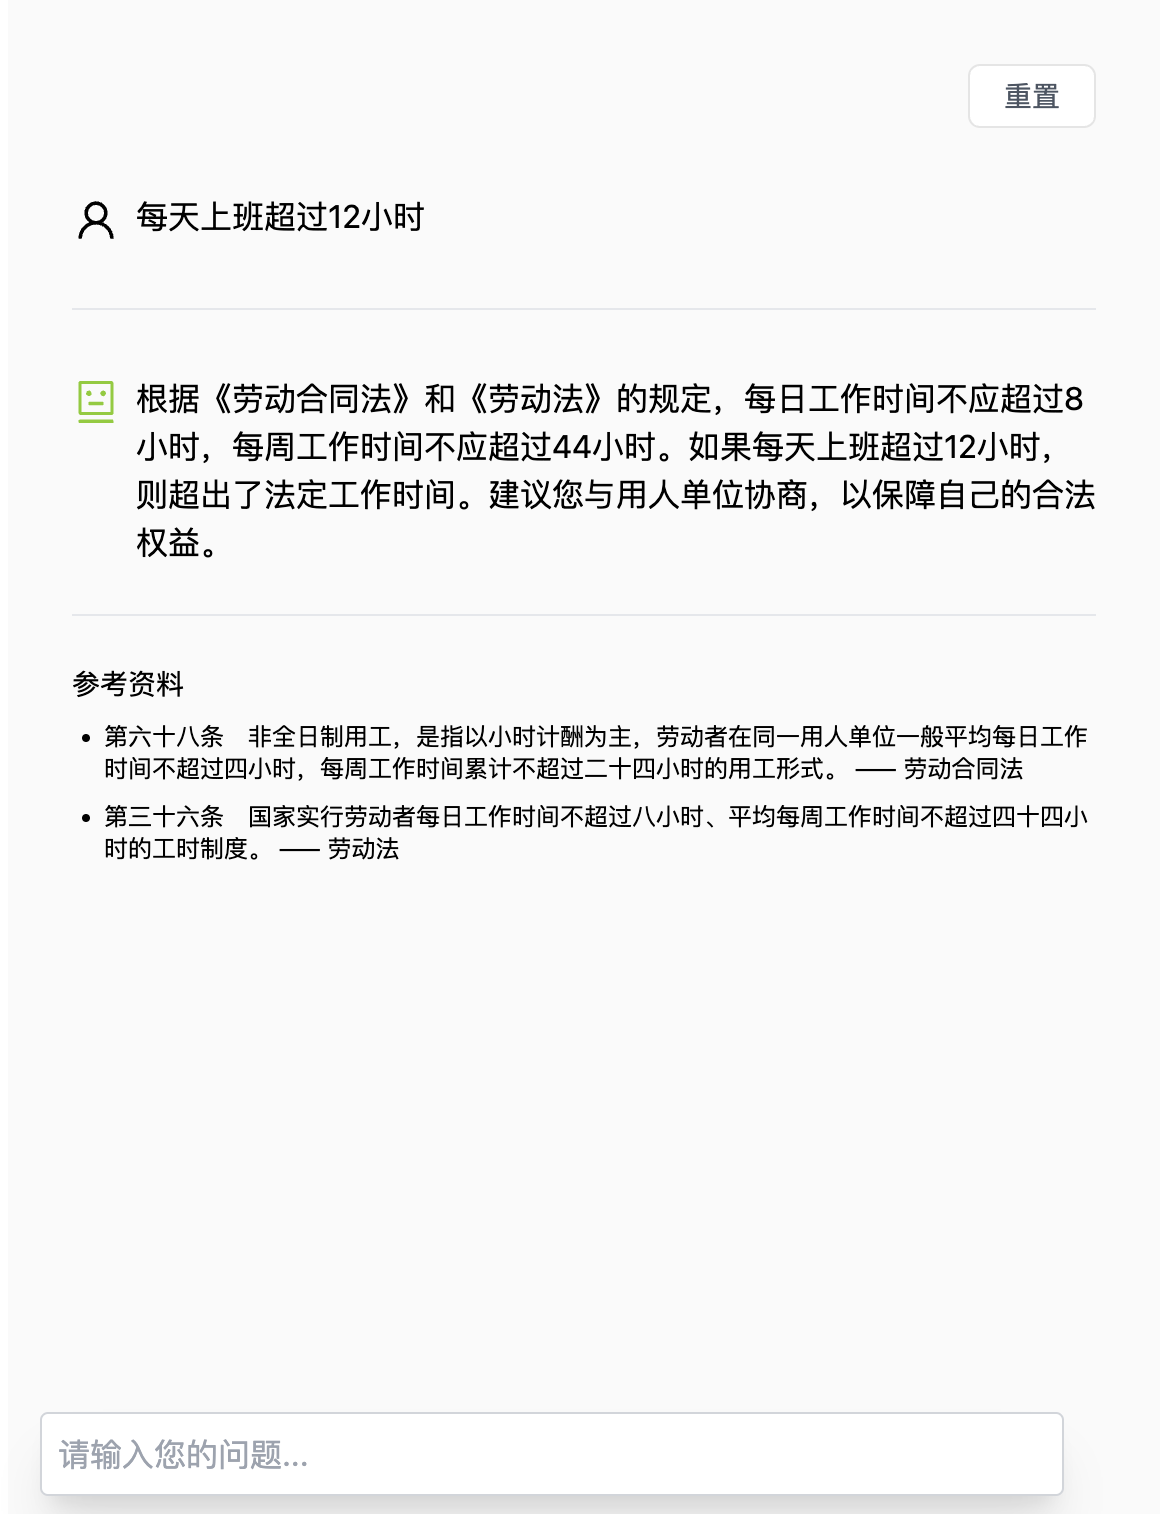 重置
每天上班超过12小时
根据《劳动合同法》和《劳动法》的规定，每日工作时间不应超过8
小时，每周工作时间不应超过44小时。如果每天上班超过12小时，
则超出了法定工作时间。建议您与用人单位协商，以保障自己的合法
权益。
参考资料
• 第六十八条　非全日制用工，是指以小时计酬为主，劳动者在同一用人单位一般平均每日工作
时间不超过四小时，每周工作时间累计不超过二十四小时的用工形式。 —— 劳动合同法
• 第三十六条　国家实行劳动者每日工作时间不超过八小时、平均每周工作时间不超过四十四小
时的工时制度。 —— 劳动法
请输入您的问题...